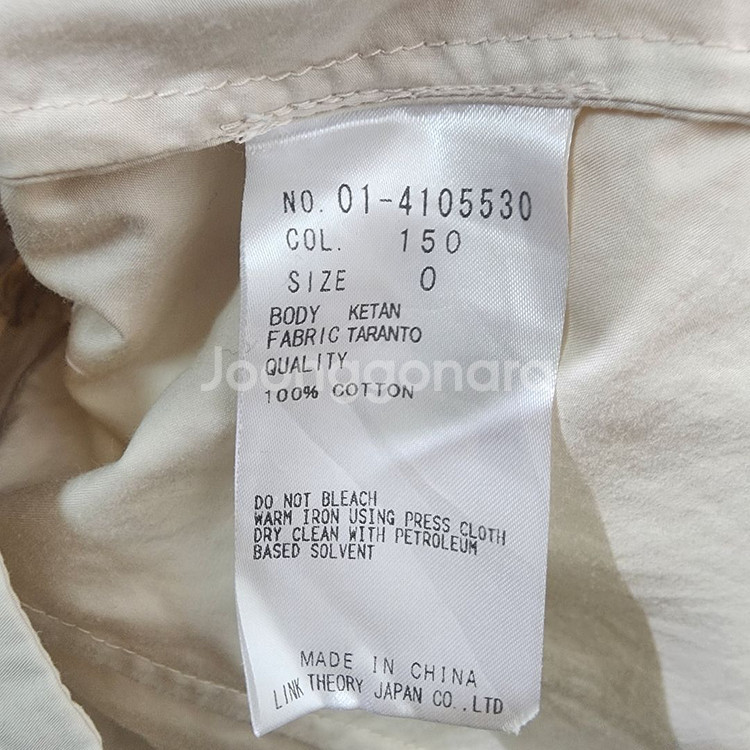 NO. 01-4105530
COL. 150
SIZE 0
BODY KETAN
FABRIC TARANTO
QUALITY
100% COTTON
Joonggonara
DO NOT BLEACH
WARM IRON USING PRESS CLOTH
DRY CLEAN WITH PETROLEUM
BASED SOLVENT
MADE IN CHINA
LINK THEORY JAPAN CO.,LTD